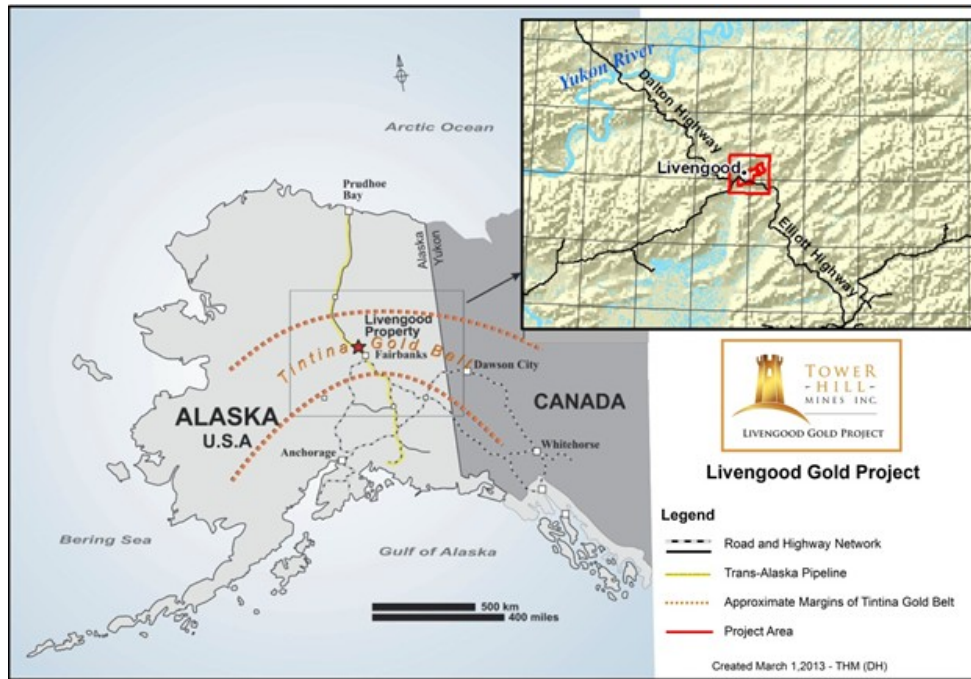 Arctic Ocean
Prudhoe
Bay
Alaska
Yukon
Livengood
Property
Tintina Gold Belt
Fairbanks
Dawson City
ALASKA
U.S.A
CANADA
Anchorage
Whitehorse
Bering Sea
Gulf of Alaska
500 km
400 miles
Yukon River
Dalton Highway
Livengood
Elliott Highway
TOWER
HILL
- MINES INC.
LIVENGOOD GOLD PROJECT
Livengood Gold Project
Legend
Road and Highway Network
Trans-Alaska Pipeline
Approximate Margins of Tintina Gold Belt
Project Area
Created March 1,2013 - THM (DH)